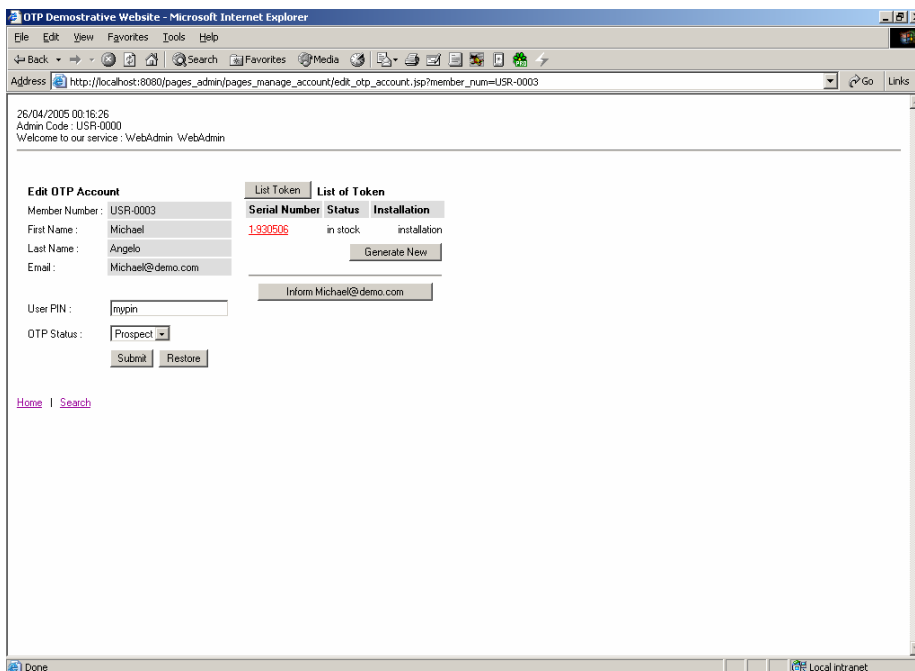 OTP Demostrative Website - Microsoft Internet Explorer
File Edit View Favorites Tools Help
Back Search Favorites Media
Address http://localhost:8080/pages_admin/pages_manage_account/edit_otp_account.jsp?member_num=USR-0003 Go Links
26/04/2005 00:16:26
Admin Code : USR-0000
Welcome to our service : WebAdmin WebAdmin
Edit OTP Account
Member Number : USR-0003
First Name : Michael
Last Name : Angelo
Email : Michael@demo.com
User PIN : mypin
OTP Status : Prospect
Submit Restore
List Token List of Token
Serial Number Status Installation
1-930506 in stock installation
Generate New
Inform Michael@demo.com
Home | Search
Done Local intranet